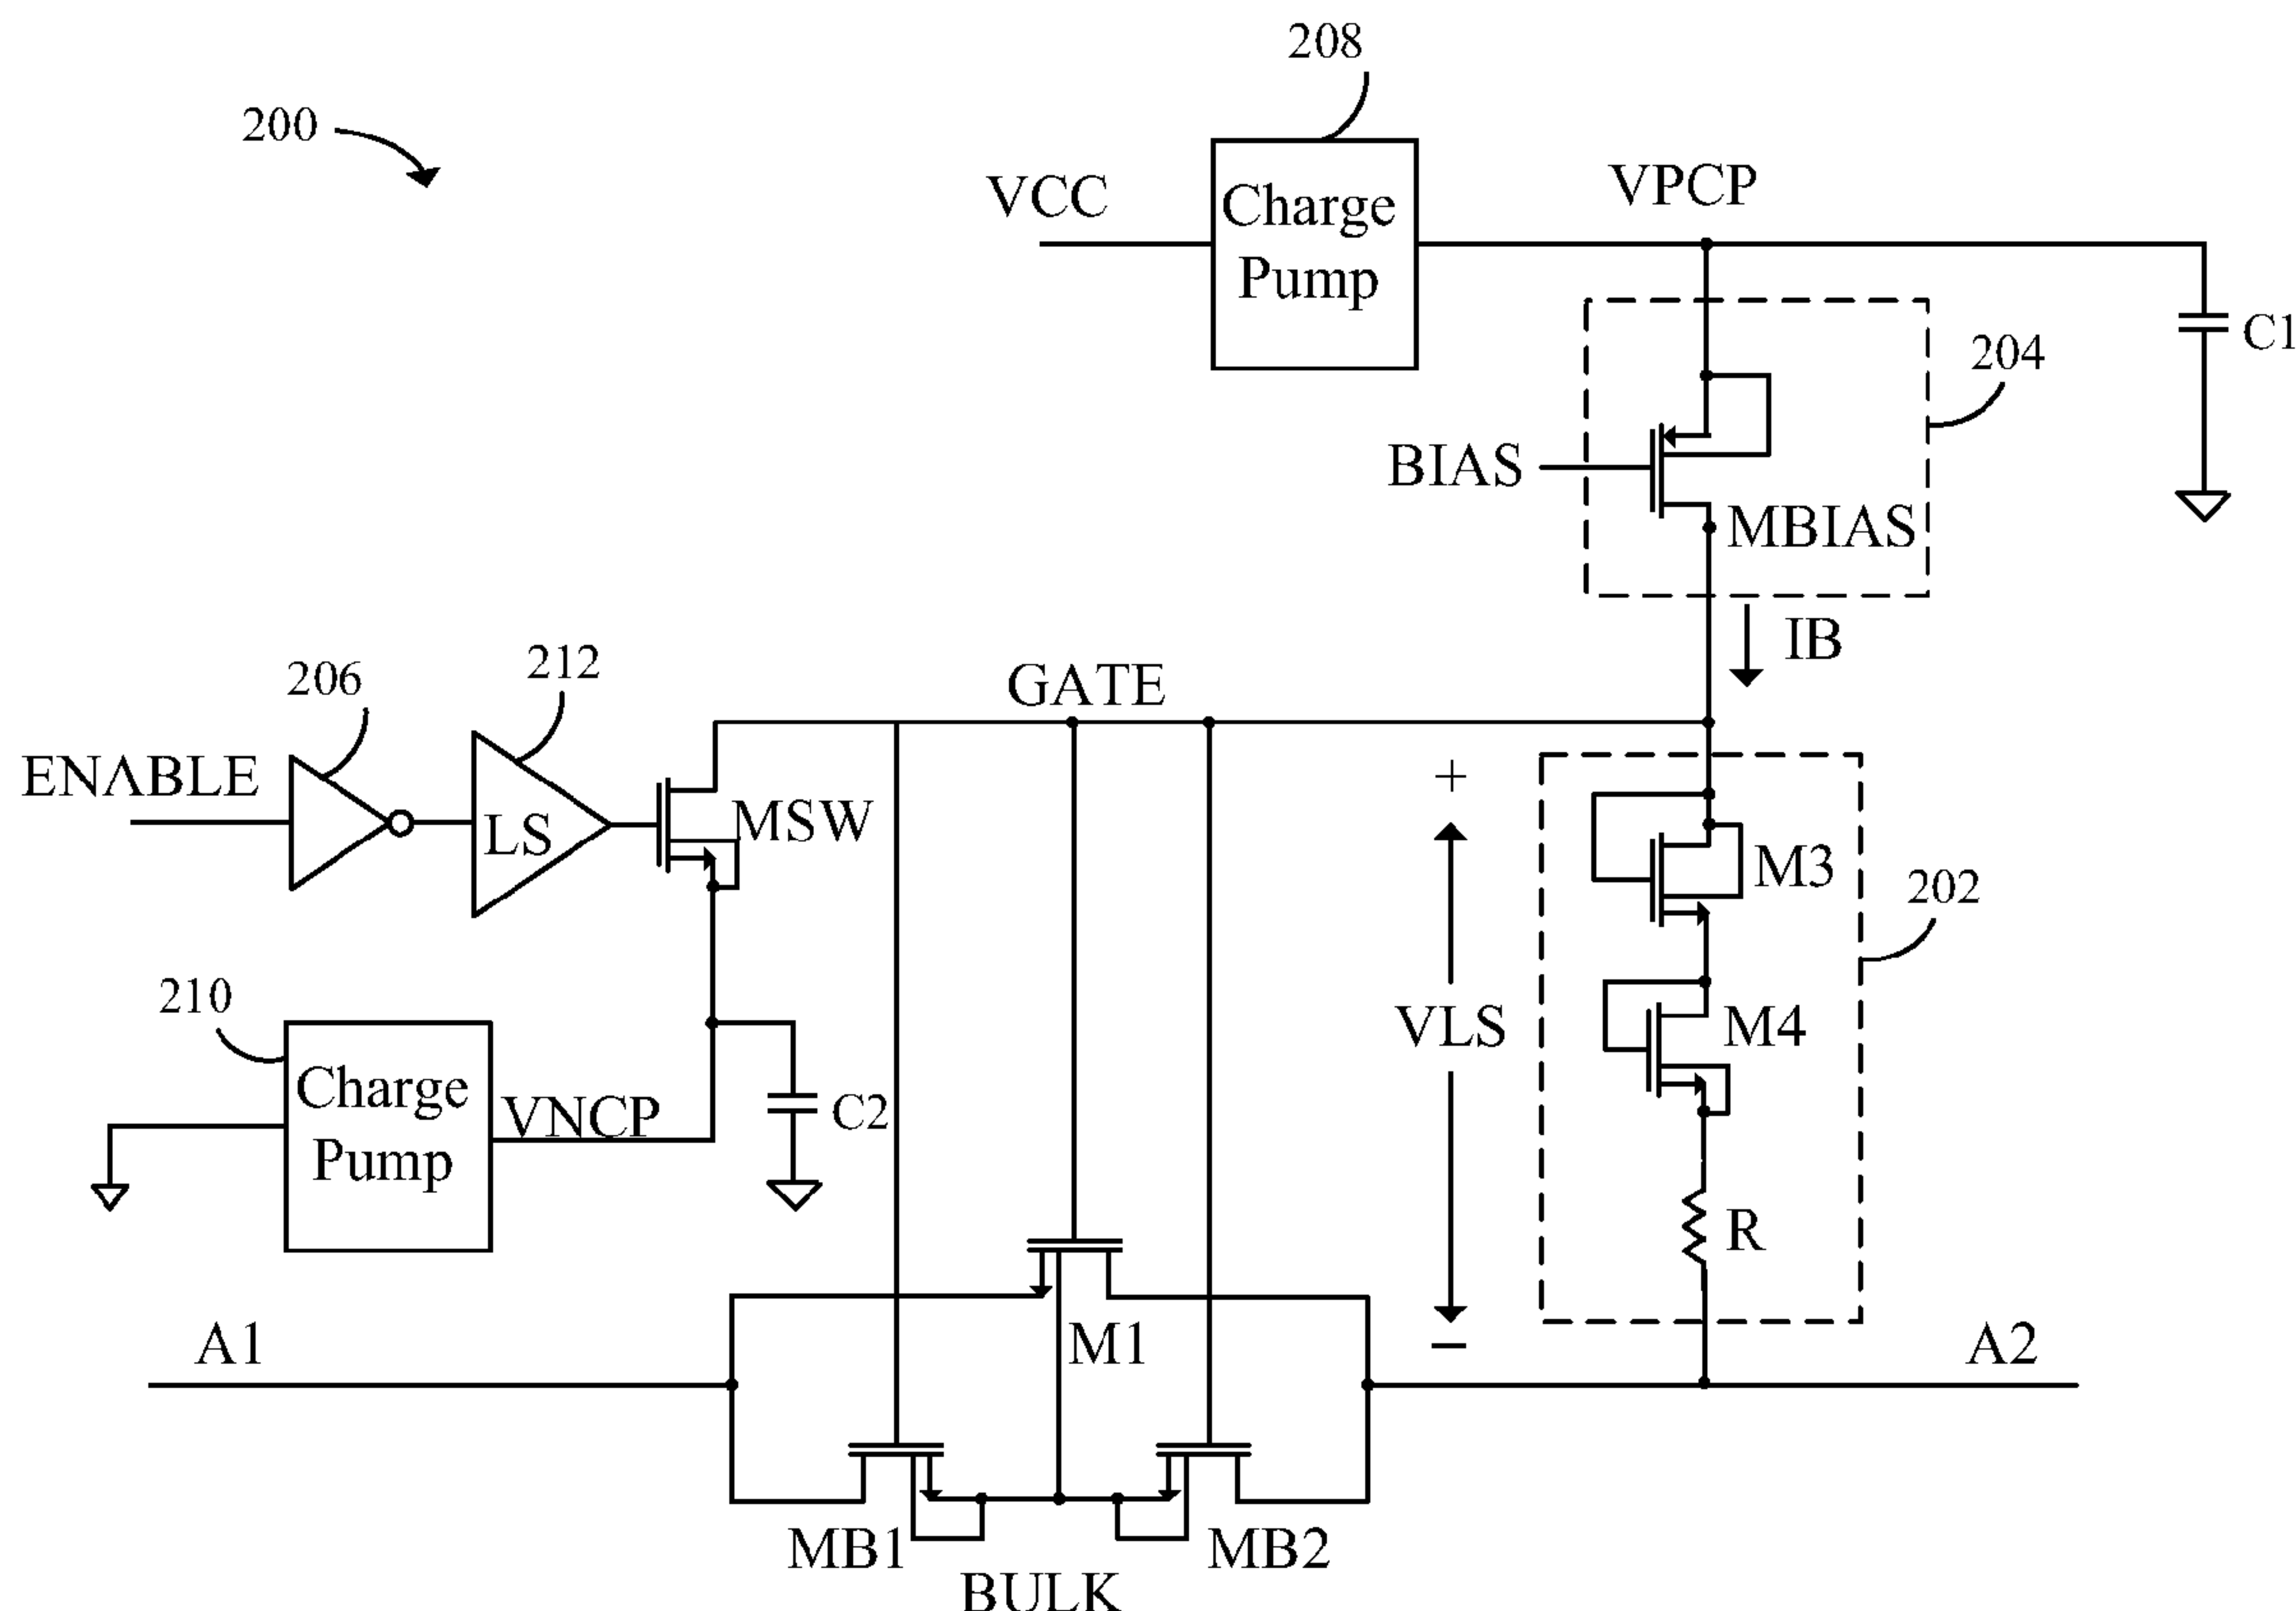 208
200
VCC
Charge
Pump
VPCP
C1
204
BIAS
MBIAS
IB
206
212
GATE
ENABLE
LS
MSW
+
M3
202
210
Charge
Pump
VNCP
C2
VLS
M4
R
A1
M1
–
A2
MB1
MB2
BULK